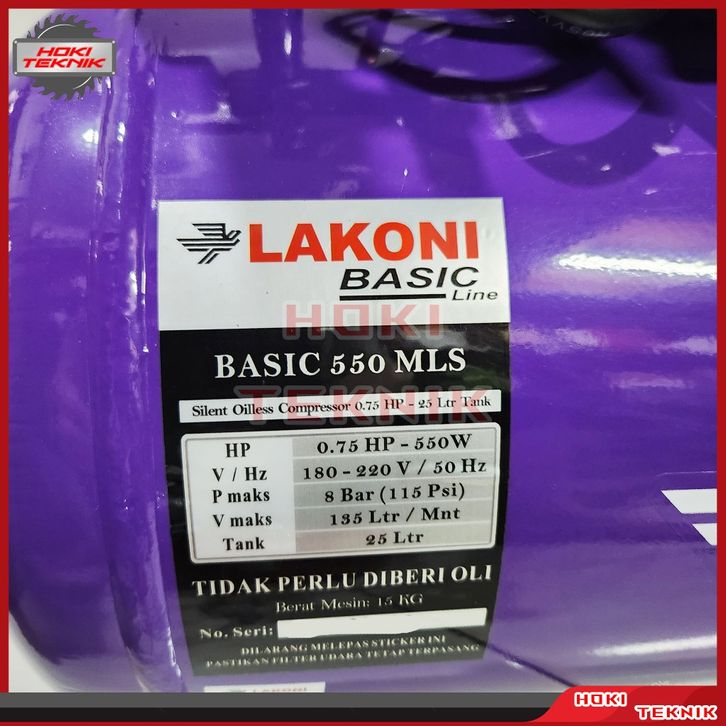 HOKI
TEKNIK
LAKONI
BASIC
Line
HOKI
TEKNIK
BASIC 550 MLS
Silent Oilless Compressor 0.75 HP - 25 Ltr Tank
HP 0.75 HP - 550W
V / Hz 180 - 220 V / 50 Hz
P maks 8 Bar (115 Psi)
V maks 135 Ltr / Mnt
Tank 25 Ltr
TIDAK PERLU DIBERI OLI
Berat Mesin: 15 KG
No. Seri:
DILARANG MELEPAS STICKER INI
PASTIKAN FILTER UDARA TETAP TERPASANG
LAKONI
HOKI
TEKNIK